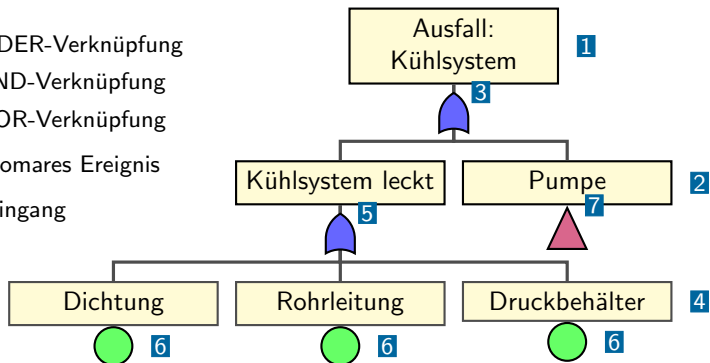 DER-Verknüpfung
ND-Verknüpfung
OR-Verknüpfung
omares Ereignis
ingang
Ausfall:
Kühlsystem
1
3
Kühlsystem leckt
Pumpe
2
5
7
Dichtung
Rohrleitung
Druckbehälter
4
6
6
6